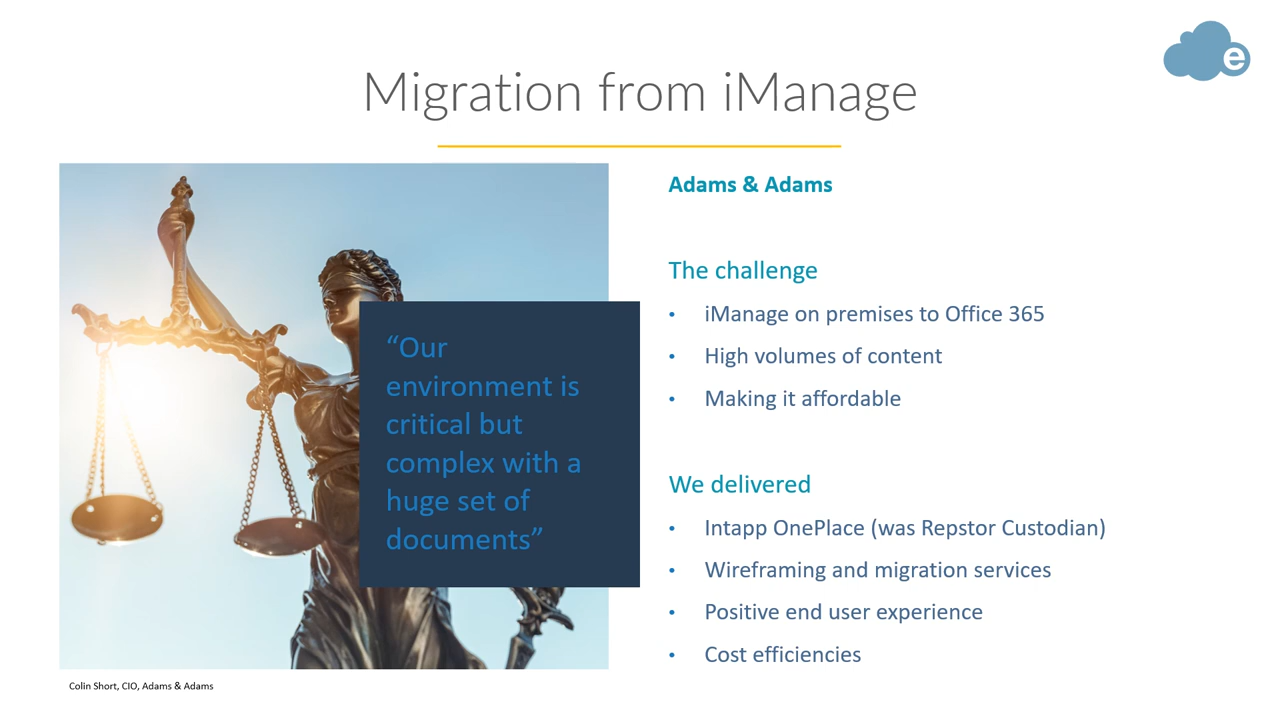 e
Migration from iManage
“Our
environment is
critical but
complex with a
huge set of
documents”
Colin Short, CIO, Adams & Adams
Adams & Adams
The challenge
• iManage on premises to Office 365
• High volumes of content
• Making it affordable
We delivered
• Intapp OnePlace (was Repstor Custodian)
• Wireframing and migration services
• Positive end user experience
• Cost efficiencies